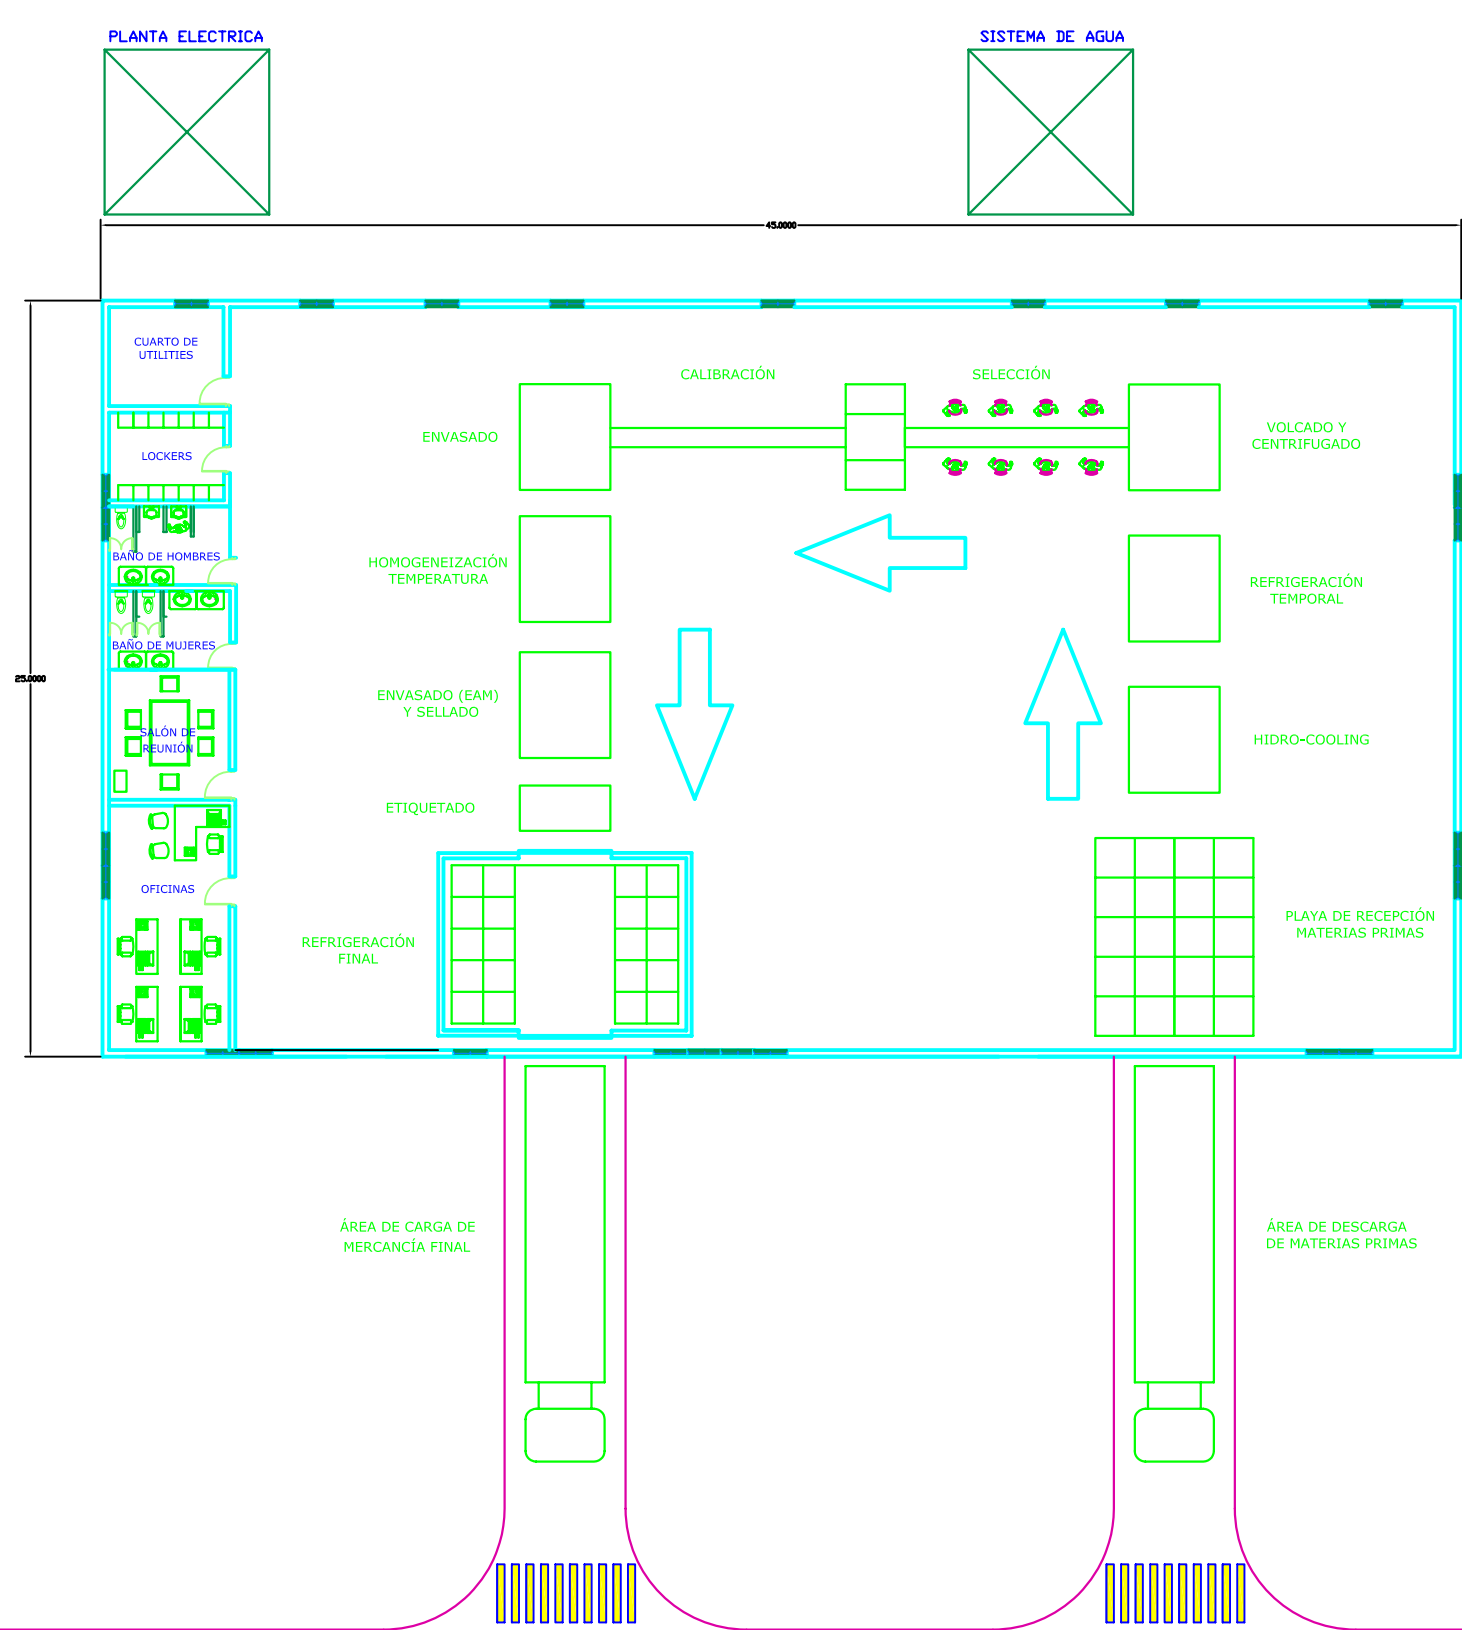 PLANTA ELECTRICA
SISTEMA DE AGUA
45.0000
25.0000
CUARTO DE
UTILITIES
LOCKERS
BAÑO DE HOMBRES
BAÑO DE MUJERES
SALÓN DE
REUNIÓN
OFICINAS
CALIBRACIÓN
SELECCIÓN
ENVASADO
VOLCADO Y
CENTRIFUGADO
HOMOGENEIZACIÓN
TEMPERATURA
REFRIGERACIÓN
TEMPORAL
ENVASADO (EAM)
Y SELLADO
HIDRO-COOLING
ETIQUETADO
REFRIGERACIÓN
FINAL
PLAYA DE RECEPCIÓN
MATERIAS PRIMAS
ÁREA DE CARGA DE
MERCANCÍA FINAL
ÁREA DE DESCARGA
DE MATERIAS PRIMAS